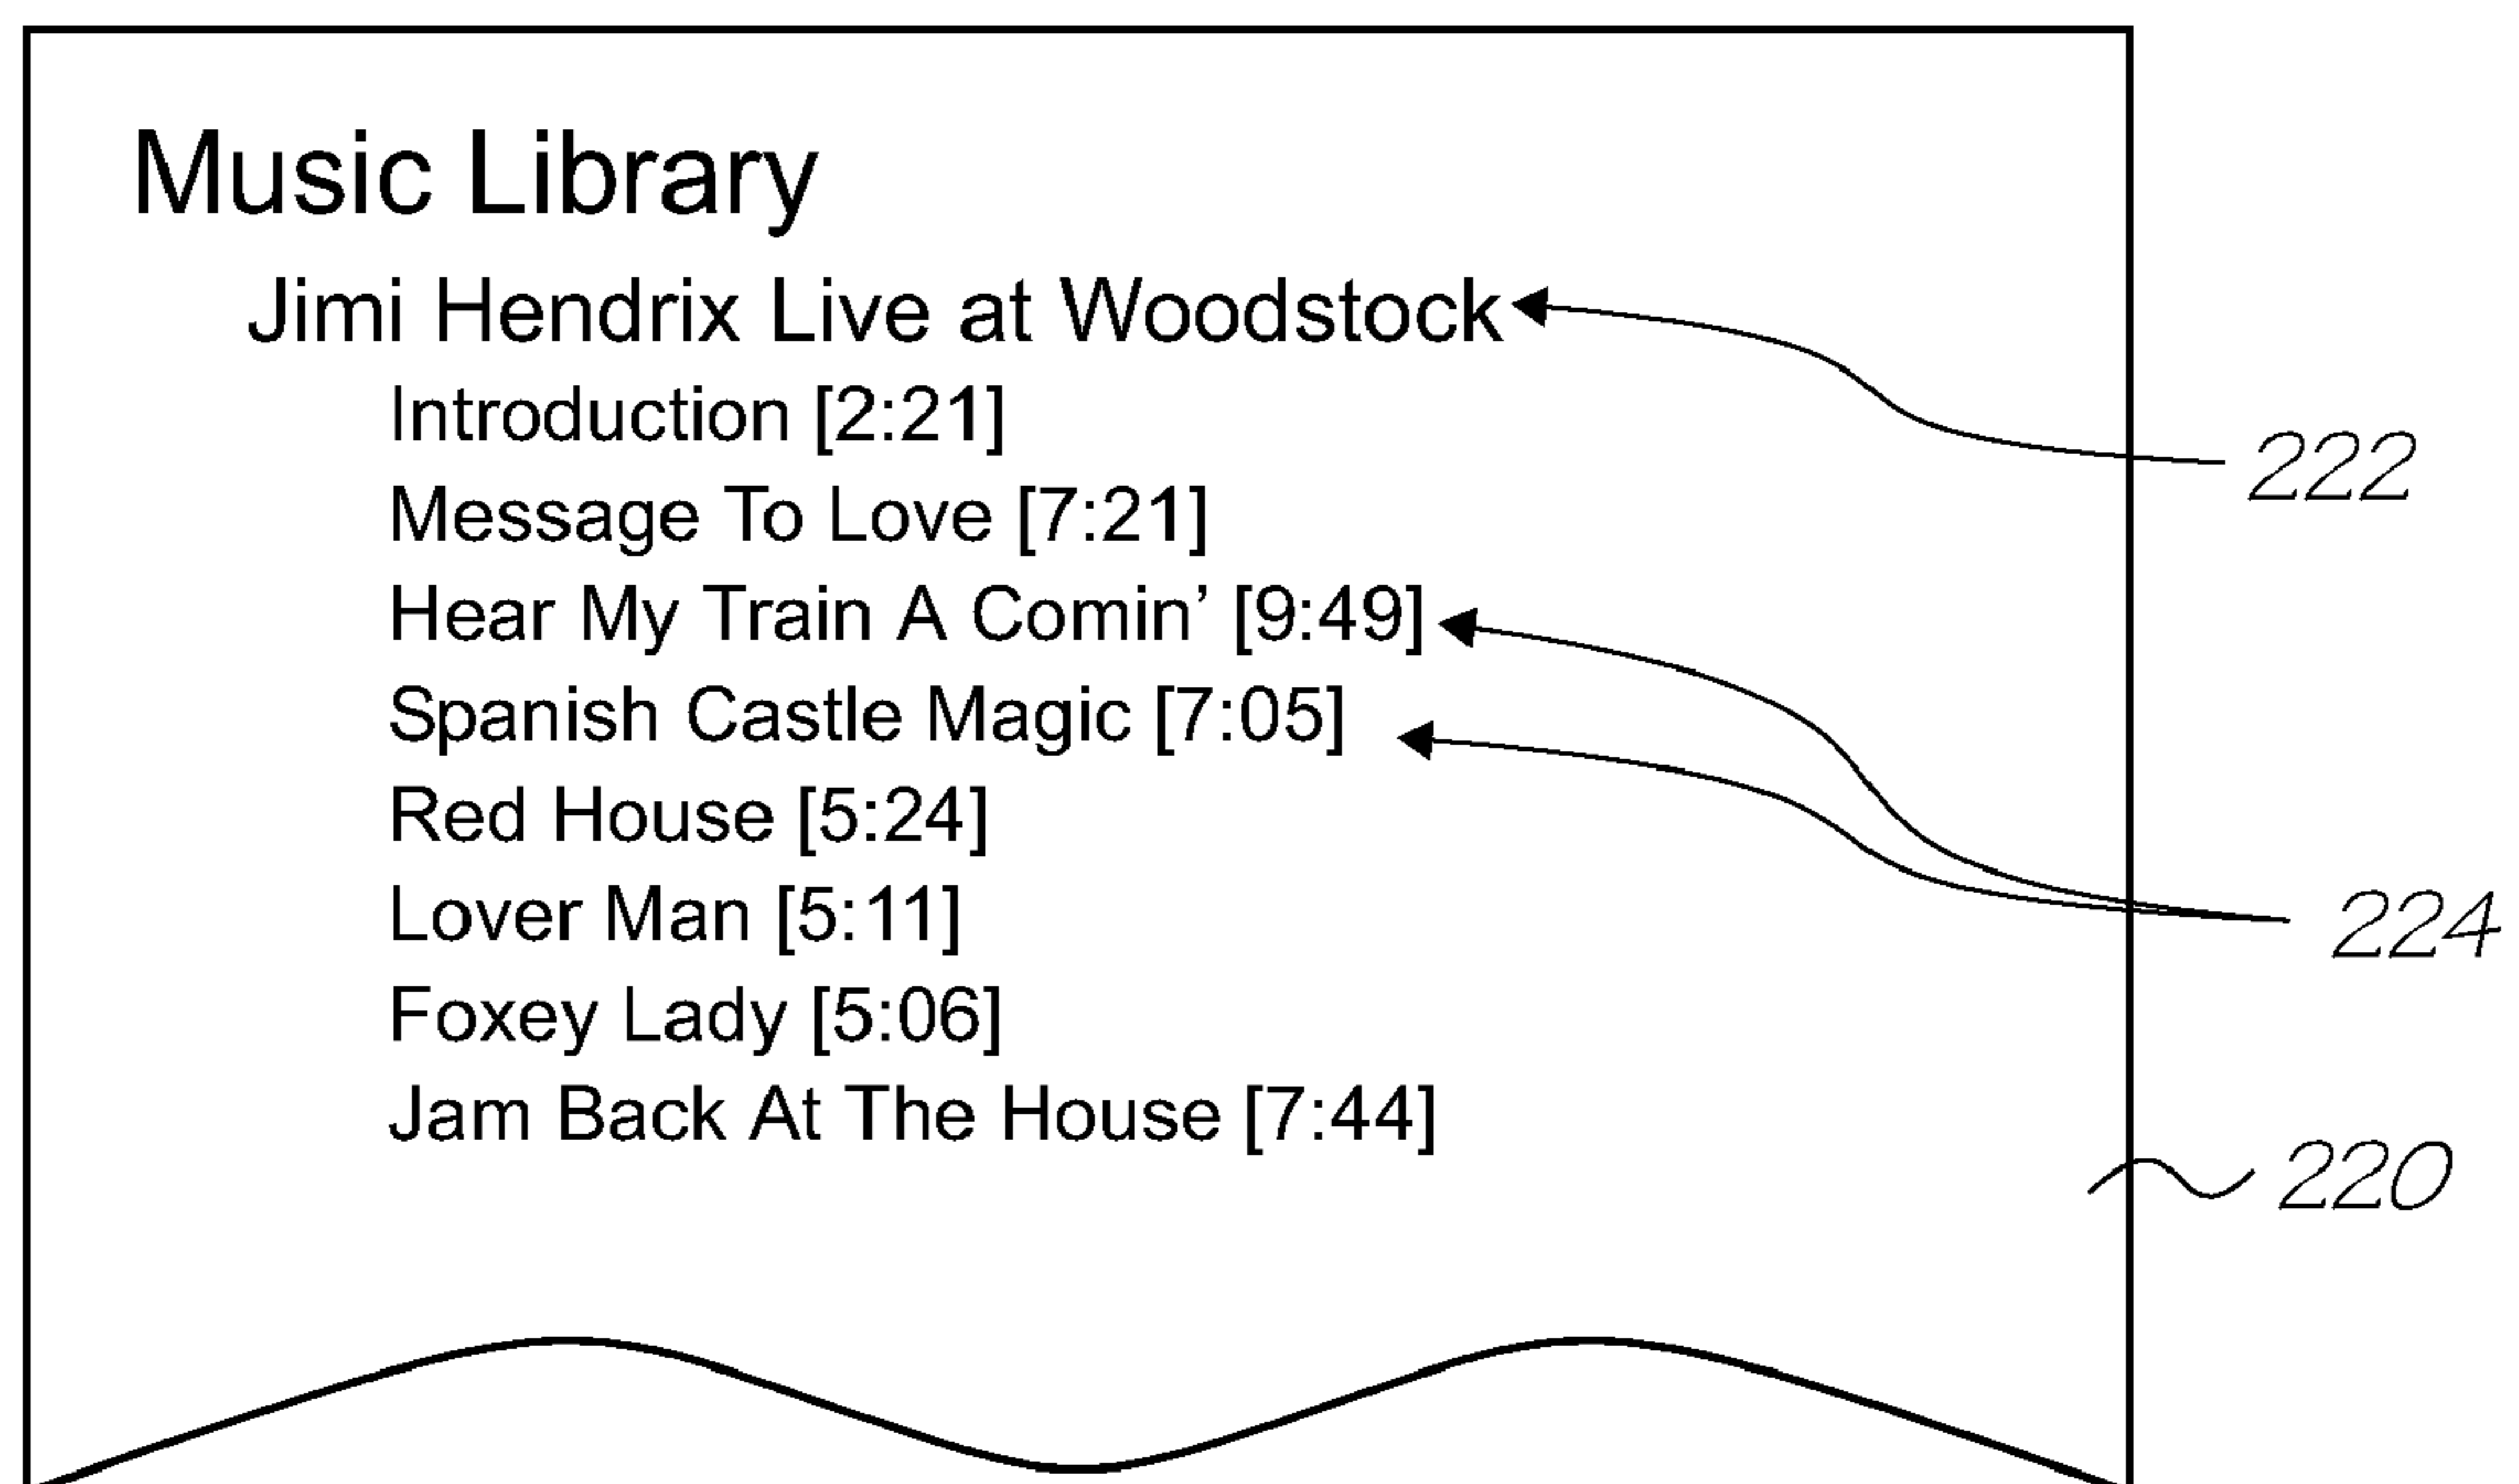 Music Library
Jimi Hendrix Live at Woodstock
Introduction [2:21]
222
Message To Love [7:21]
Hear My Train A Comin’ [9:49]
Spanish Castle Magic [7:05]
Red House [5:24]
Lover Man [5:11]
224
Foxey Lady [5:06]
Jam Back At The House [7:44]
220